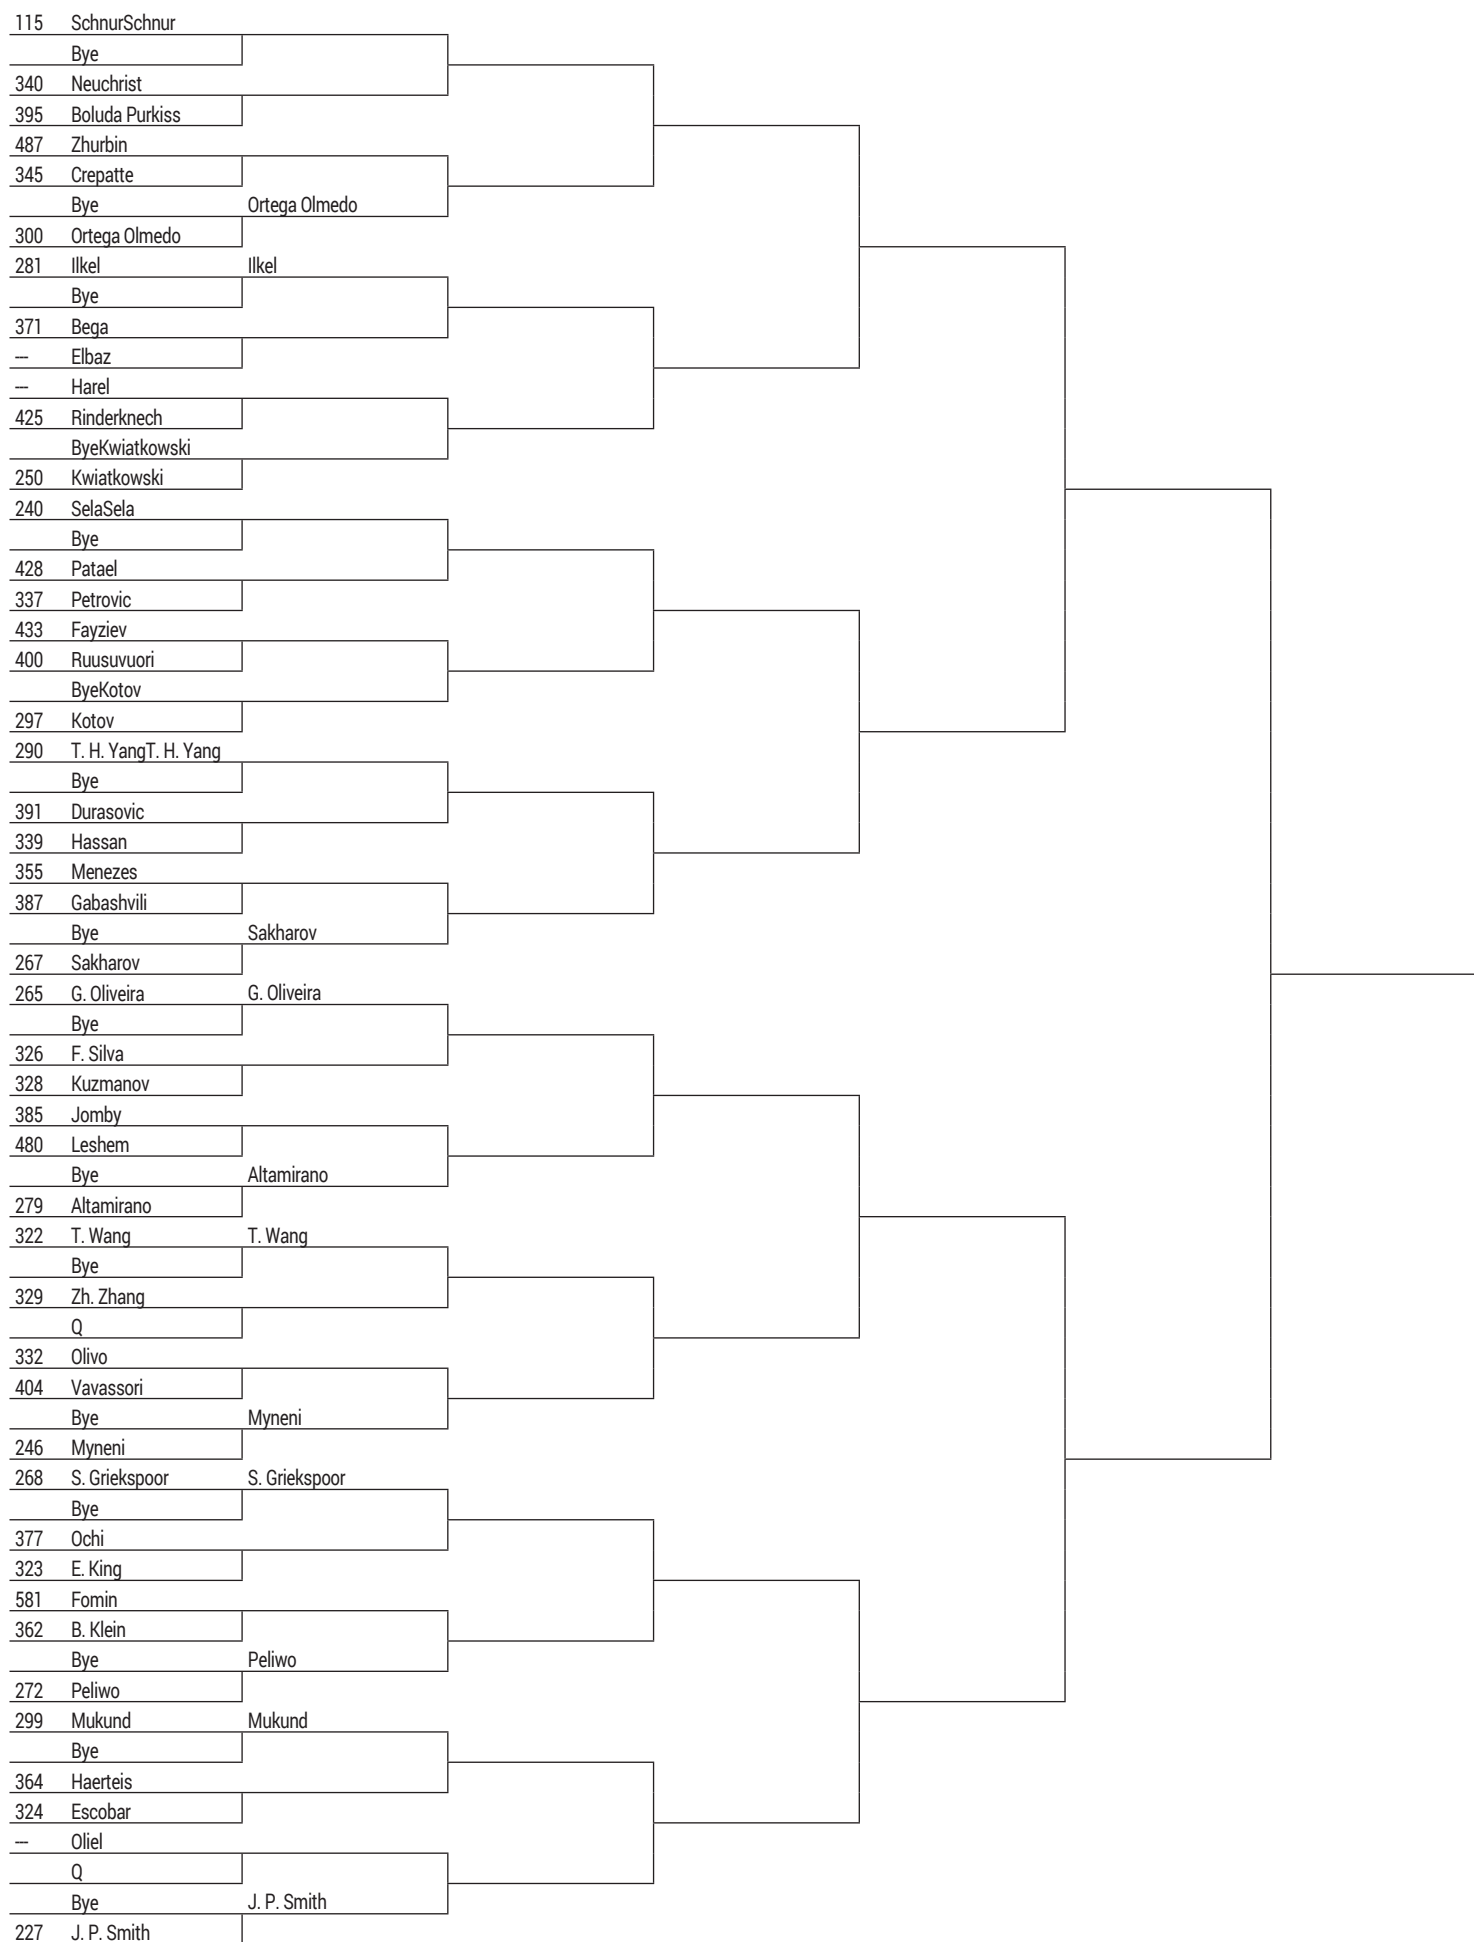 115 SchnurSchnur
Bye
340 Neuchrist
395 Boluda Purkiss
487 Zhurbin
345 Crepatte
Bye Ortega Olmedo
300 Ortega Olmedo
281 Ilkel Ilkel
Bye
371 Bega
--- Elbaz
--- Harel
425 Rinderknech
ByeKwiatkowski
250 Kwiatkowski
240 SelaSela
Bye
428 Patael
337 Petrovic
433 Fayziev
400 Ruusuvuori
ByeKotov
297 Kotov
290 T. H. YangT. H. Yang
Bye
391 Durasovic
339 Hassan
355 Menezes
387 Gabashvili
Bye Sakharov
267 Sakharov
265 G. Oliveira G. Oliveira
Bye
326 F. Silva
328 Kuzmanov
385 Jomby
480 Leshem
Bye Altamirano
279 Altamirano
322 T. Wang T. Wang
Bye
329 Zh. Zhang
Q
332 Olivo
404 Vavassori
Bye Myneni
246 Myneni
268 S. Griekspoor S. Griekspoor
Bye
377 Ochi
323 E. King
581 Fomin
362 B. Klein
Bye Peliwo
272 Peliwo
299 Mukund Mukund
Bye
364 Haerteis
324 Escobar
--- Oliel
Q
Bye J. P. Smith
227 J. P. Smith